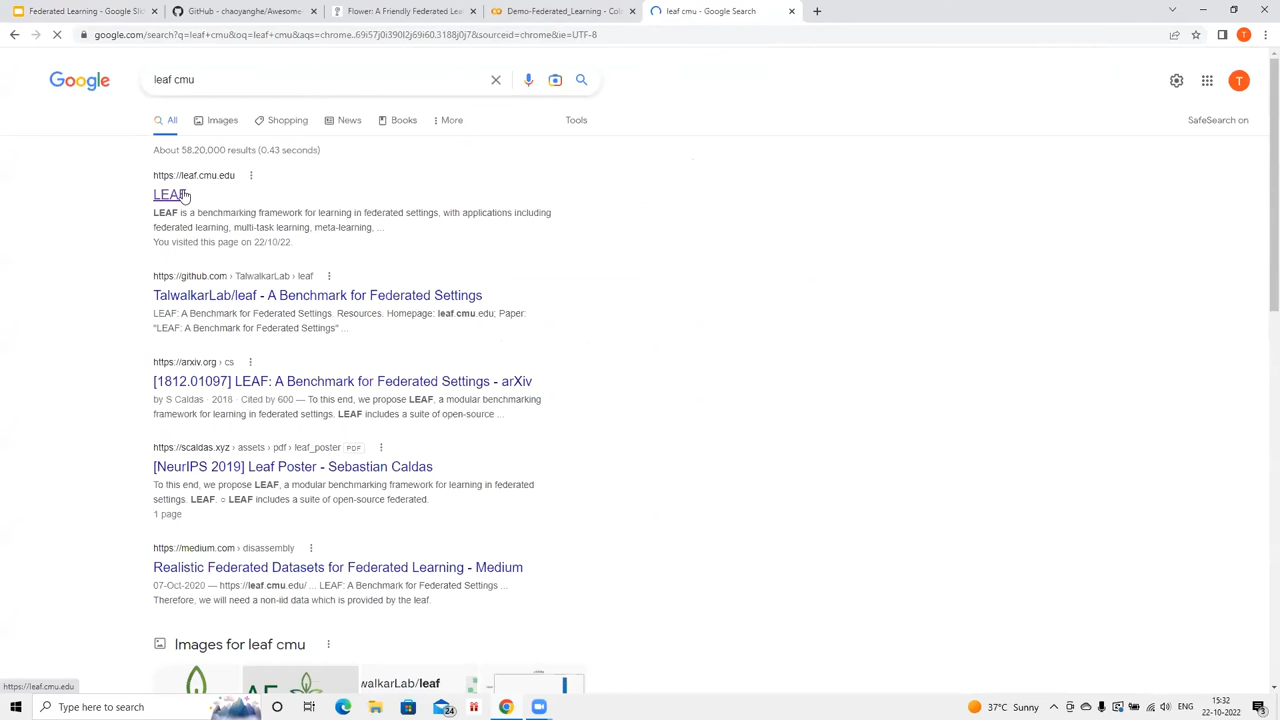 Federated Learning - Google Slid
GitHub - chaoyanghe/Awesome
Flower: A Friendly Federated Lea
Demo-Federated_Learning - Cola
leaf cmu - Google Search
google.com/search?q=leaf+cmu&oq=leaf+cmu&aqs=chrome..69i57j0i390l2j69i60.3188j0j7&sourceid=chrome&ie=UTF-8
T
Google
leaf cmu
T
All
Images
Shopping
News
Books
More
Tools
SafeSearch on
About 58,20,000 results (0.43 seconds)
https://leaf.cmu.edu
LEAF
LEAF is a benchmarking framework for learning in federated settings, with applications including
federated learning, multi-task learning, meta-learning, ...
You visited this page on 22/10/22.
https://github.com › TalwalkarLab › leaf
TalwalkarLab/leaf - A Benchmark for Federated Settings
LEAF: A Benchmark for Federated Settings. Resources. Homepage: leaf.cmu.edu; Paper:
"LEAF: A Benchmark for Federated Settings" ...
https://arxiv.org › cs
[1812.01097] LEAF: A Benchmark for Federated Settings - arXiv
by S Caldas · 2018 · Cited by 600 — To this end, we propose LEAF, a modular benchmarking
framework for learning in federated settings. LEAF includes a suite of open-source ...
https://scaldas.xyz › assets › pdf › leaf_poster PDF
[NeurIPS 2019] Leaf Poster - Sebastian Caldas
To this end, we propose LEAF, a modular benchmarking framework for learning in federated
settings. LEAF. ○ LEAF includes a suite of open-source federated.
1 page
https://medium.com › disassembly
Realistic Federated Datasets for Federated Learning - Medium
07-Oct-2020 — https://leaf.cmu.edu/ ... LEAF: A Benchmark for Federated Settings ...
Therefore, we will need a non-iid data which is provided by the leaf.
Images for leaf cmu
walkarLab/leaf
https://leaf.cmu.edu
Type here to search
24
37°C Sunny
ENG
15:32
22-10-2022
3